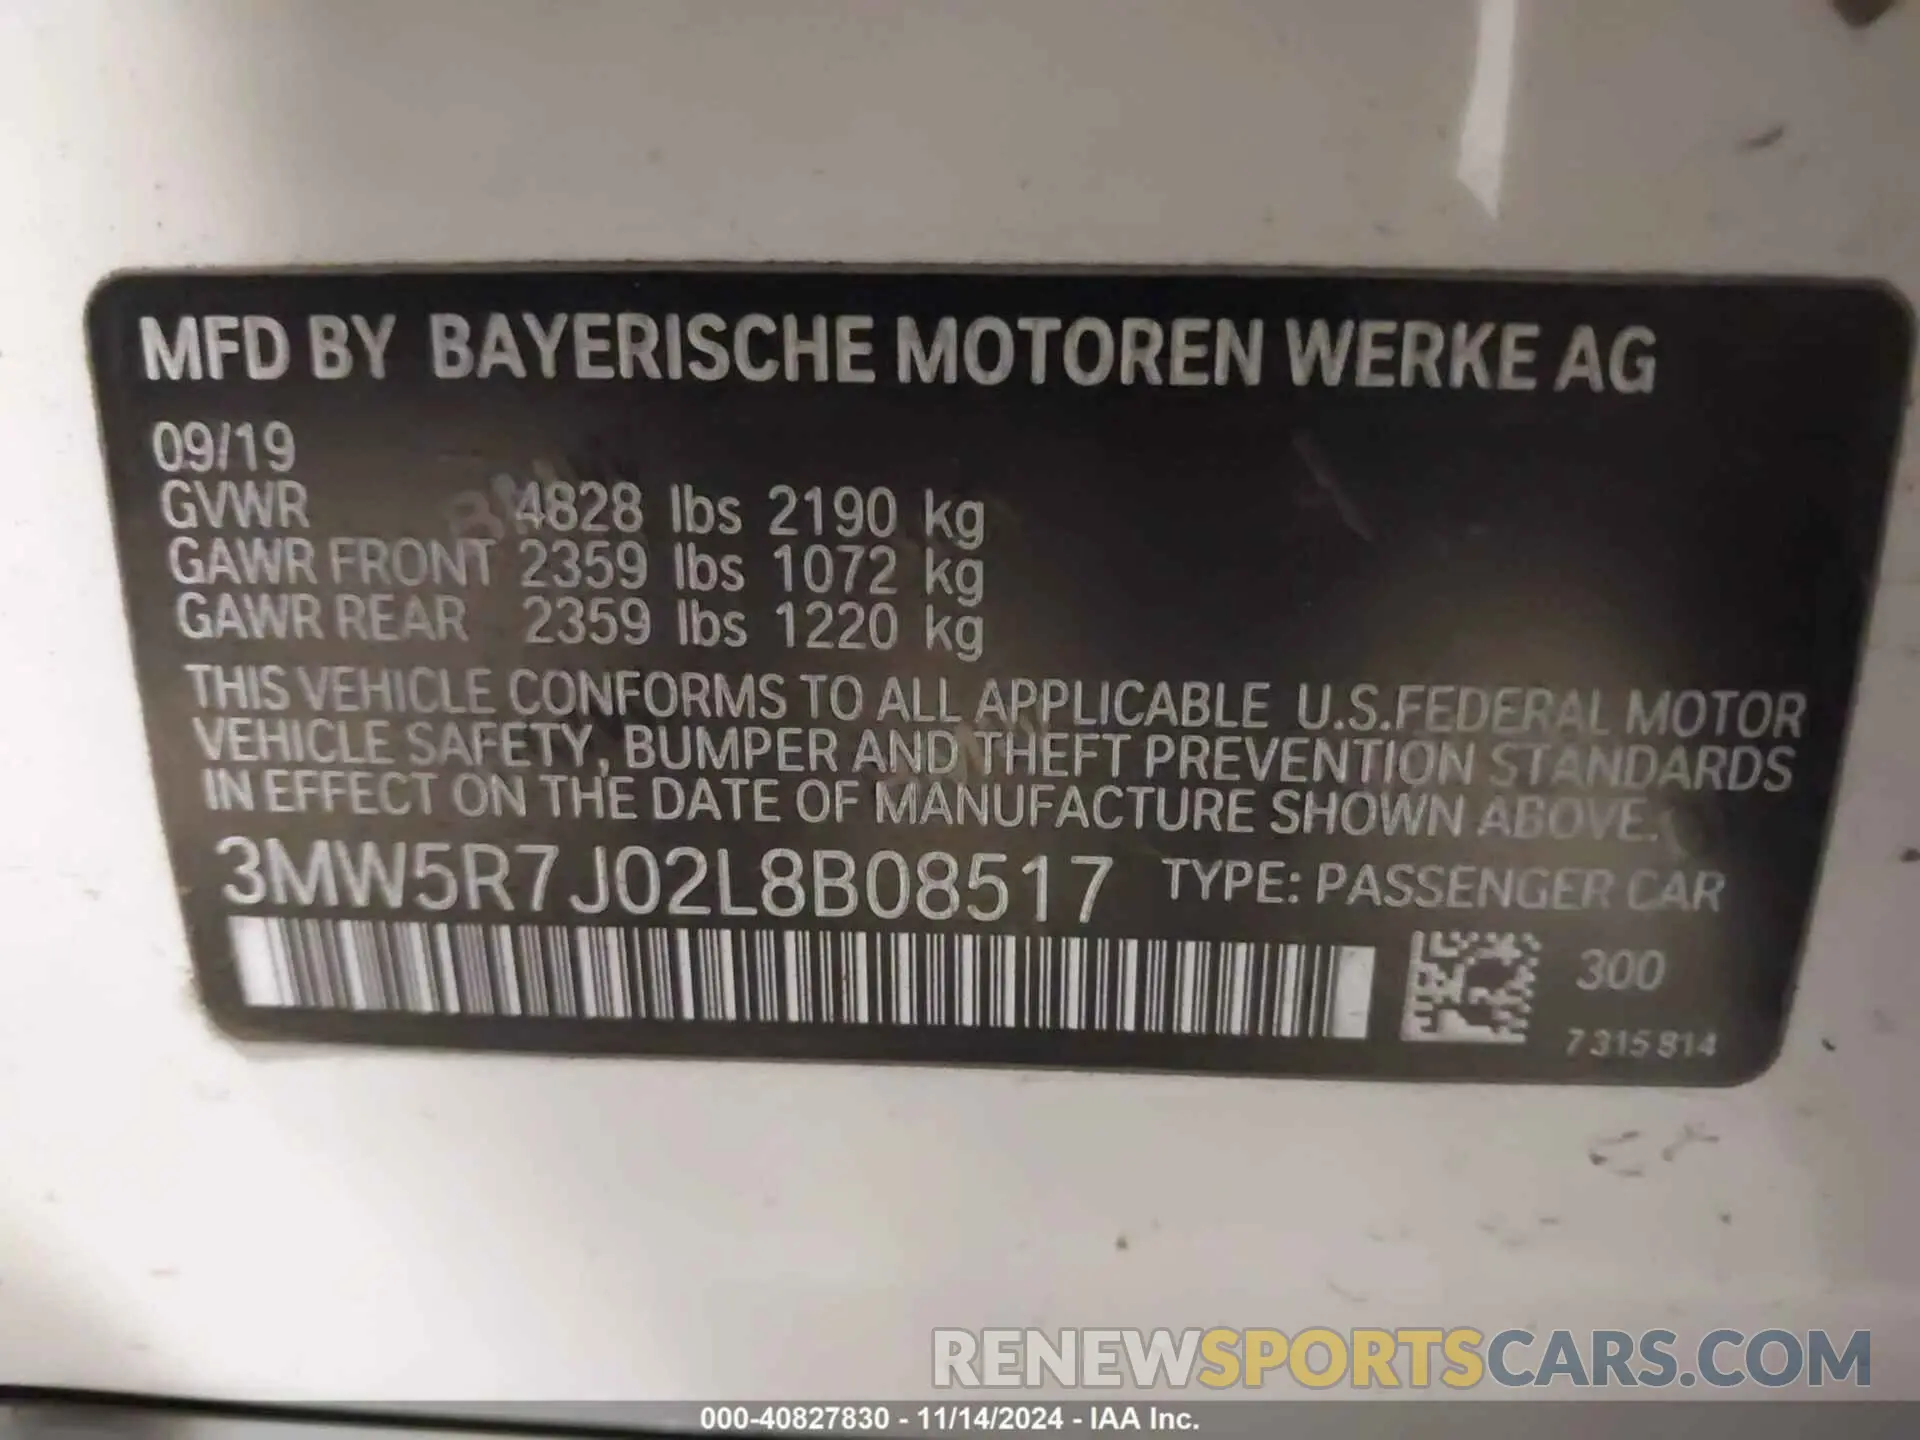 MFD BY BAYERISCHE MOTOREN WERKE AG
09/19
GVWR 4828 lbs 2190 kg
GAWR FRONT 2359 lbs 1072 kg
GAWR REAR 2359 lbs 1220 kg
THIS VEHICLE CONFORMS TO ALL APPLICABLE U.S.FEDERAL MOTOR
VEHICLE SAFETY, BUMPER AND THEFT PREVENTION STANDARDS
IN EFFECT ON THE DATE OF MANUFACTURE SHOWN ABOVE.
3MW5R7J02L8B08517 TYPE: PASSENGER CAR
300
7 315 814
RENEWSPORTSCARS.COM
000-40827830 - 11/14/2024 - IAA Inc.